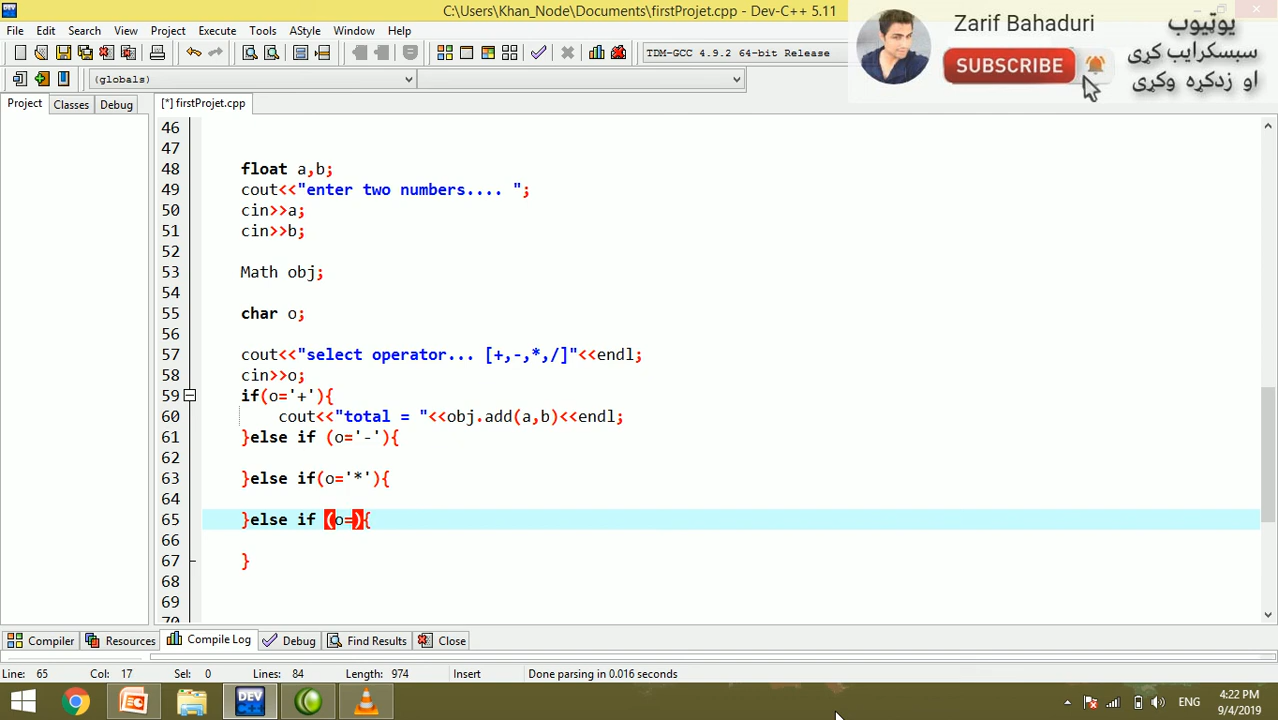 C:\Users\Khan_Node\Documents\firstProjet.cpp - Dev-C++ 5.11
File Edit Search View Project Execute Tools AStyle Window Help
TDM-GCC 4.9.2 64-bit Release
(globals)
Zarif Bahaduri
SUBSCRIBE
یوټیوب
سبسکرایب کړی
او زدکړه وکړی
Project Classes Debug
[*] firstProjet.cpp
46
47
48 float a,b;
49 cout<<"enter two numbers.... ";
50 cin>>a;
51 cin>>b;
52
53 Math obj;
54
55 char o;
56
57 cout<<"select operator... [+,-,*,/]"<<endl;
58 cin>>o;
59 if(o='+'){
60 cout<<"total = "<<obj.add(a,b)<<endl;
61 }else if (o='-'){
62
63 }else if(o='*'){
64
65 }else if (o=){
66
67 }
68
69
70
Compiler Resources Compile Log Debug Find Results Close
Line: 65 Col: 17 Sel: 0 Lines: 84 Length: 974 Insert Done parsing in 0.016 seconds
DEV
ENG
4:22 PM
9/4/2019